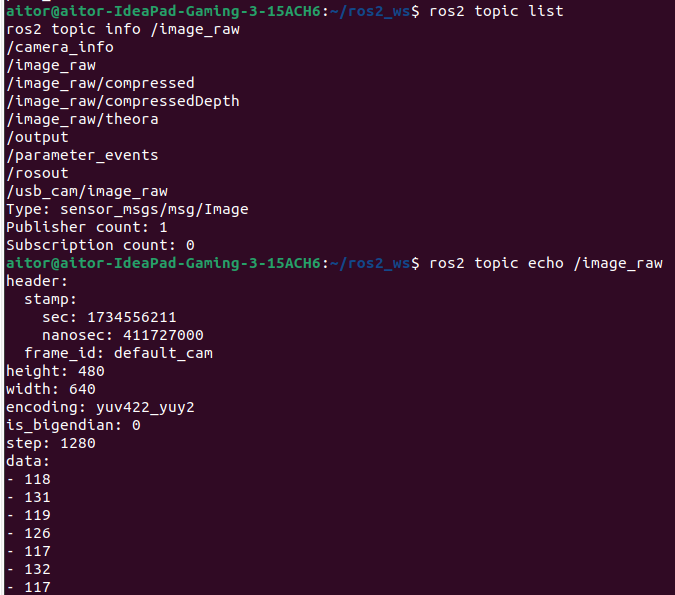 aitor@aitor-IdeaPad-Gaming-3-15ACH6:~/ros2_ws$ ros2 topic list
ros2 topic info /image_raw
/camera_info
/image_raw
/image_raw/compressed
/image_raw/compressedDepth
/image_raw/theora
/output
/parameter_events
/rosout
/usb_cam/image_raw
Type: sensor_msgs/msg/Image
Publisher count: 1
Subscription count: 0
aitor@aitor-IdeaPad-Gaming-3-15ACH6:~/ros2_ws$ ros2 topic echo /image_raw
header:
  stamp:
    sec: 1734556211
    nanosec: 411727000
  frame_id: default_cam
height: 480
width: 640
encoding: yuv422_yuy2
is_bigendian: 0
step: 1280
data:
- 118
- 131
- 119
- 126
- 117
- 132
- 117